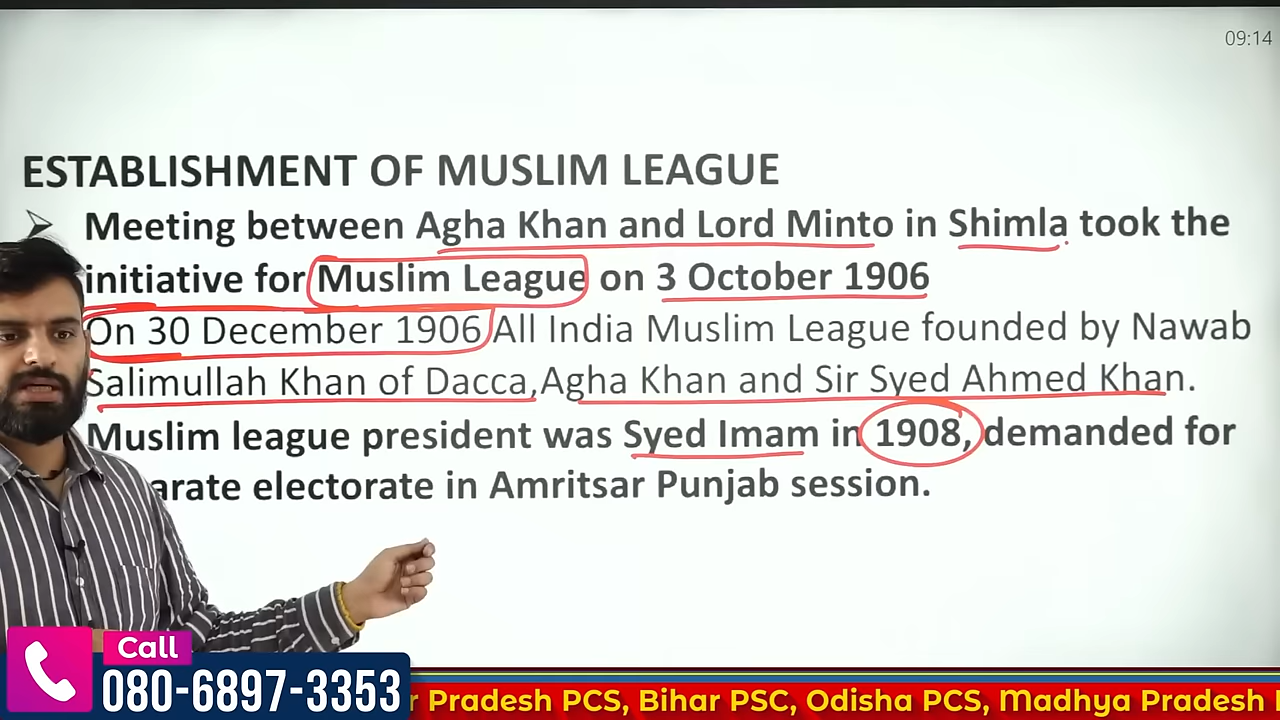 09:14
ESTABLISHMENT OF MUSLIM LEAGUE
Meeting between Agha Khan and Lord Minto in Shimla took the
initiative for Muslim League on 3 October 1906
On 30 December 1906 All India Muslim League founded by Nawab
Salimullah Khan of Dacca,Agha Khan and Sir Syed Ahmed Khan.
Muslim league president was Syed Imam in 1908, demanded for
arate electorate in Amritsar Punjab session.
Call
080-6897-3353
r Pradesh PCS, Bihar PSC, Odisha PCS, Madhya Pradesh